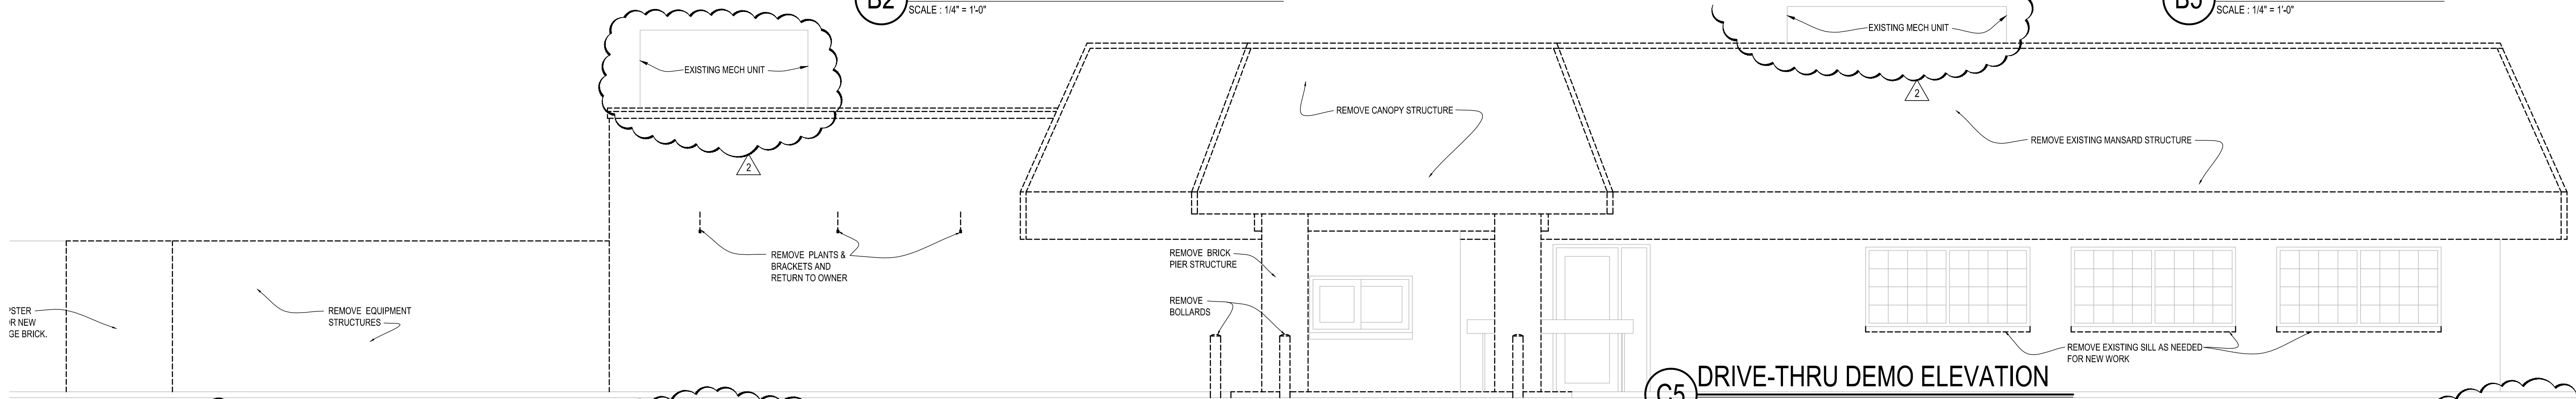 B2
SCALE : 1/4" = 1'-0"
SCALE : 1/4" = 1'-0"
EXISTING MECH UNIT
2
EXISTING MECH UNIT
2
REMOVE CANOPY STRUCTURE
REMOVE EXISTING MANSARD STRUCTURE
REMOVE PLANTS &
BRACKETS AND
RETURN TO OWNER
REMOVE BRICK
PIER STRUCTURE
REMOVE
BOLLARDS
REMOVE EQUIPMENT
STRUCTURES
NEW
BRICK.
REMOVE EXISTING SILL AS NEEDED
FOR NEW WORK
C5
DRIVE-THRU DEMO ELEVATION